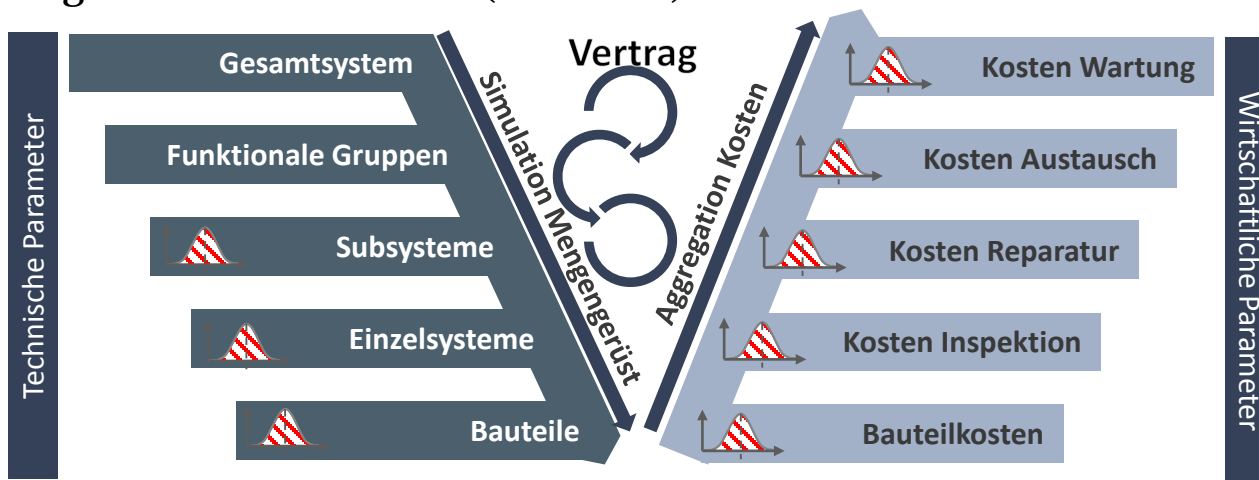 Technische Parameter
Gesamtsystem
Funktionale Gruppen
Subsysteme
Einzelsysteme
Bauteile
Simulation Mengengerüst
Vertrag
Aggregation Kosten
Kosten Wartung
Kosten Austausch
Kosten Reparatur
Kosten Inspektion
Bauteilkosten
Wirtschaftliche Parameter